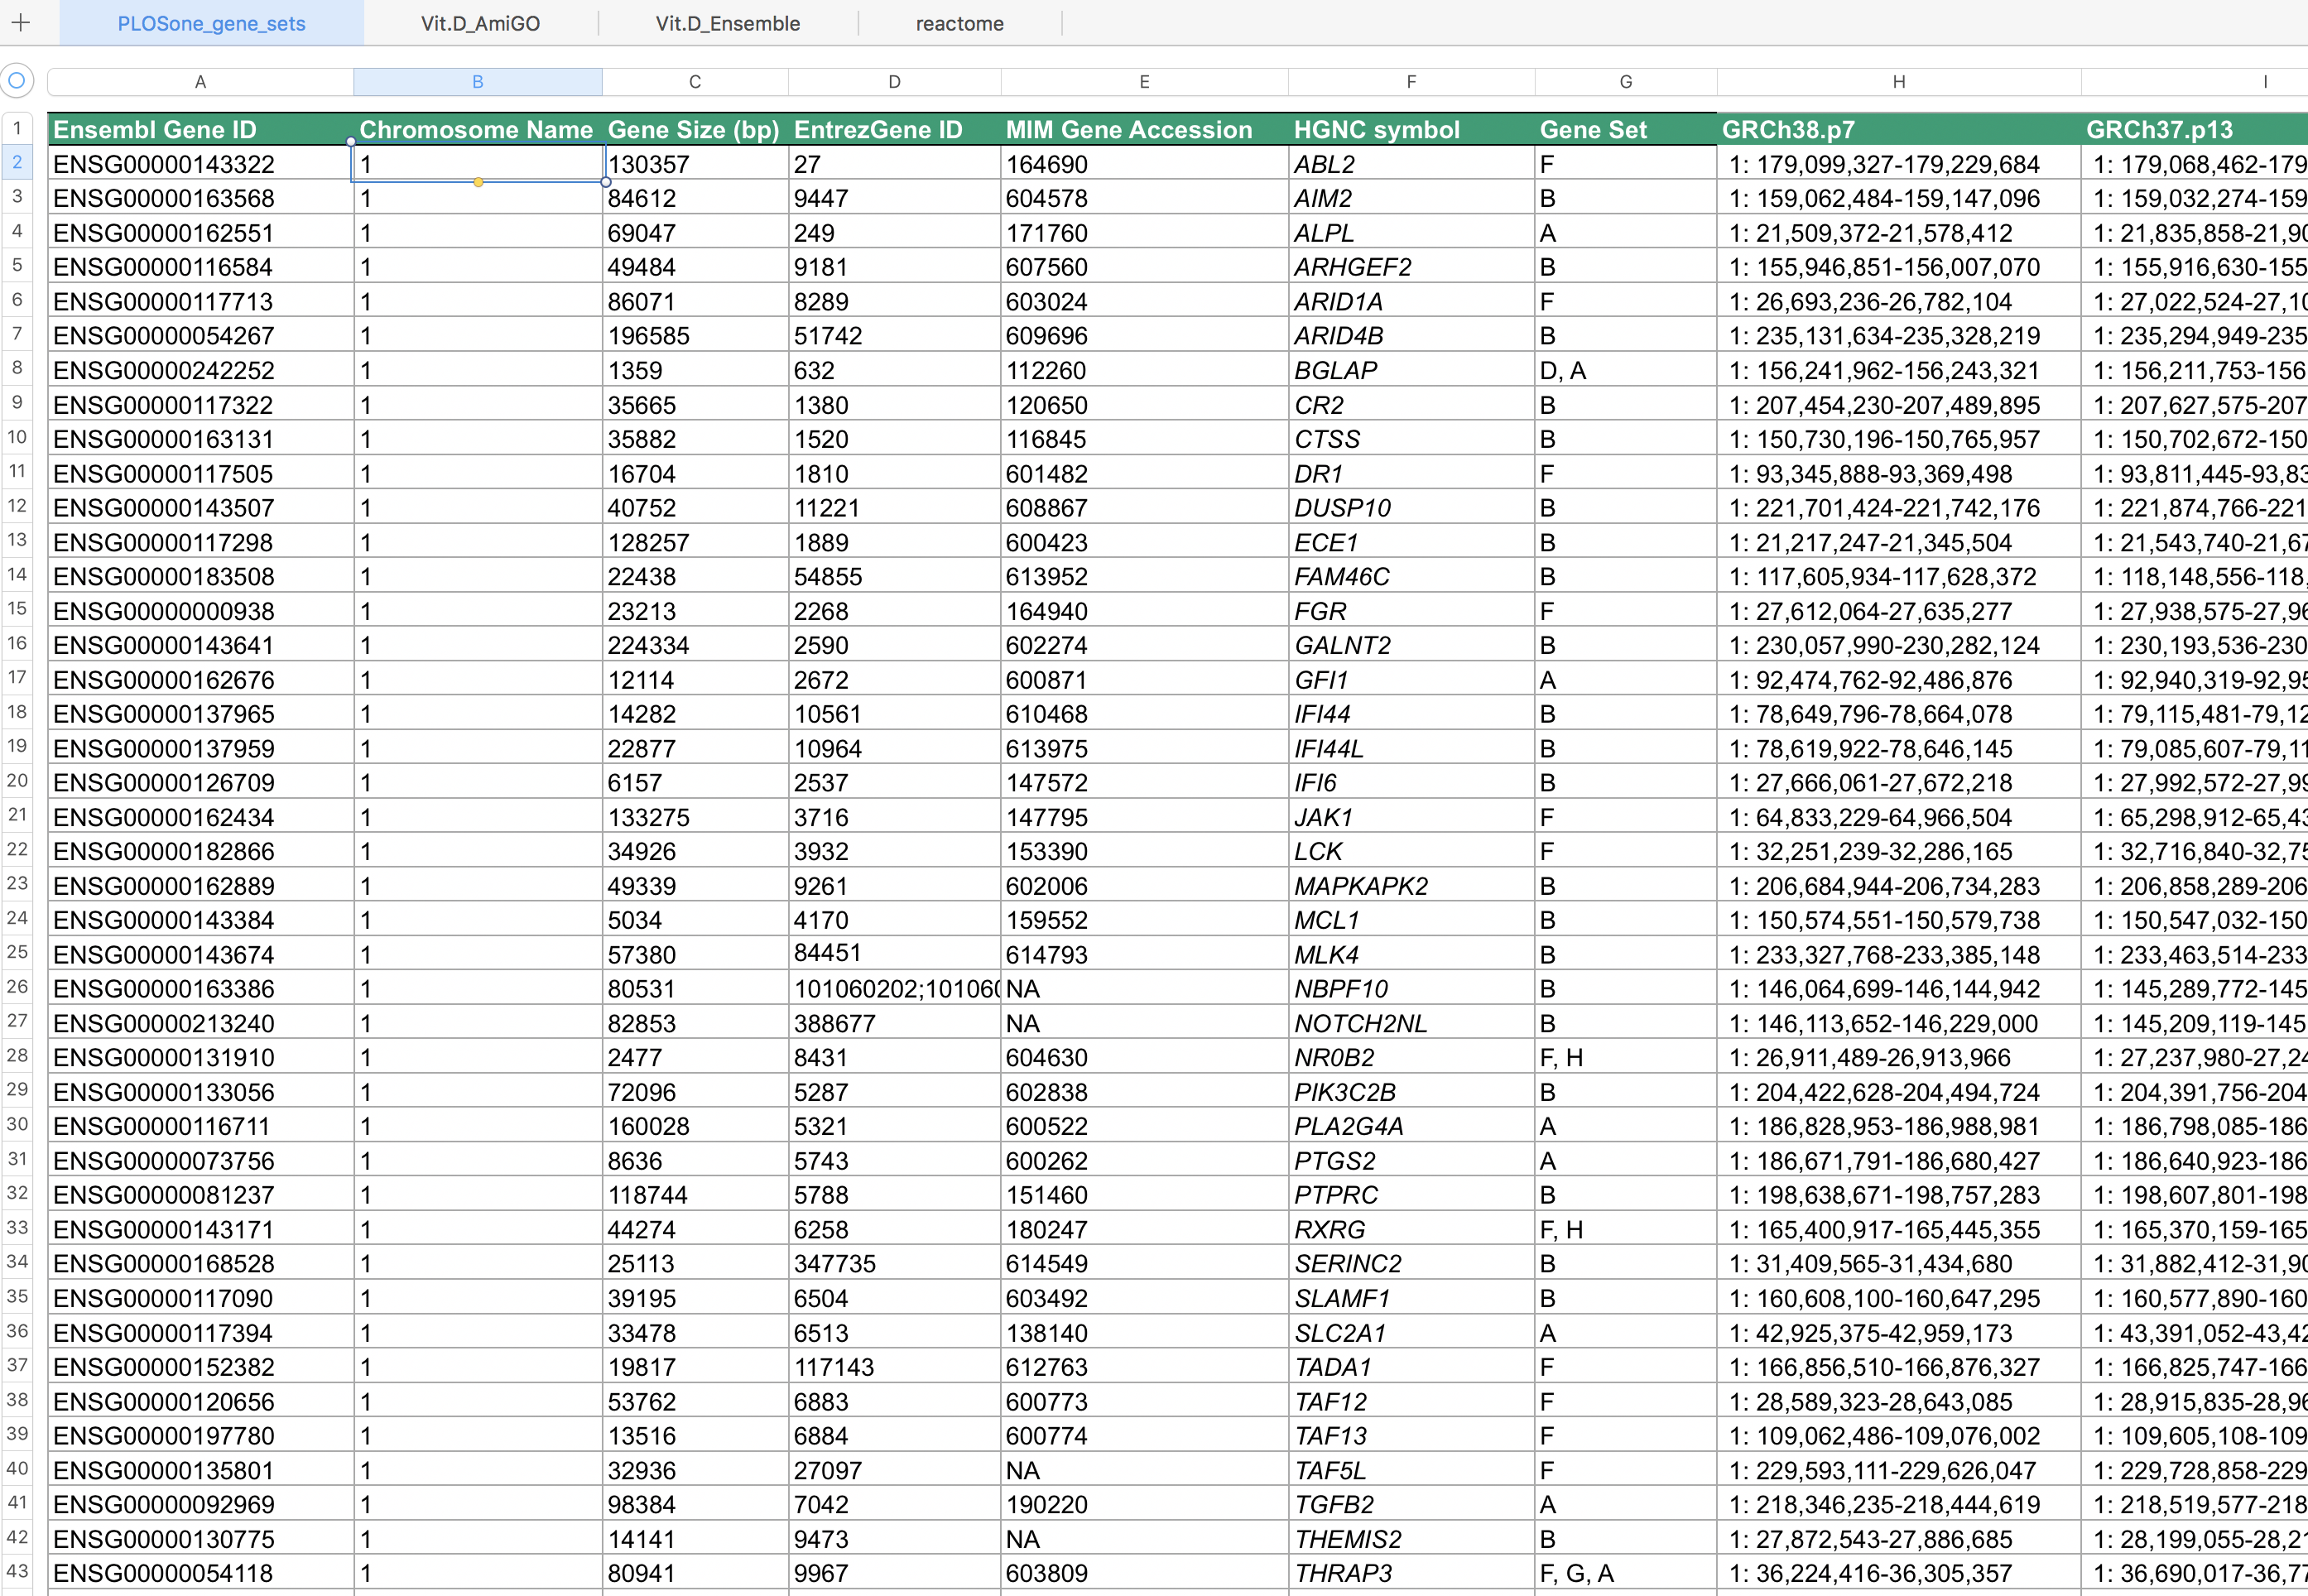 PLOSone_gene_sets Vit.D_AmiGO Vit.D_Ensemble reactome
A B C D E F G H I
1 Ensembl Gene ID Chromosome Name Gene Size (bp) EntrezGene ID MIM Gene Accession HGNC symbol Gene Set GRCh38.p7 GRCh37.p13
2 ENSG00000143322 1 130357 27 164690 ABL2 F 1: 179,099,327-179,229,684 1: 179,068,462-179
3 ENSG00000163568 1 84612 9447 604578 AIM2 B 1: 159,062,484-159,147,096 1: 159,032,274-159
4 ENSG00000162551 1 69047 249 171760 ALPL A 1: 21,509,372-21,578,412 1: 21,835,858-21,90
5 ENSG00000116584 1 49484 9181 607560 ARHGEF2 B 1: 155,946,851-156,007,070 1: 155,916,630-155
6 ENSG00000117713 1 86071 8289 603024 ARID1A F 1: 26,693,236-26,782,104 1: 27,022,524-27,10
7 ENSG00000054267 1 196585 51742 609696 ARID4B B 1: 235,131,634-235,328,219 1: 235,294,949-235
8 ENSG00000242252 1 1359 632 112260 BGLAP D, A 1: 156,241,962-156,243,321 1: 156,211,753-156
9 ENSG00000117322 1 35665 1380 120650 CR2 B 1: 207,454,230-207,489,895 1: 207,627,575-207
10 ENSG00000163131 1 35882 1520 116845 CTSS B 1: 150,730,196-150,765,957 1: 150,702,672-150
11 ENSG00000117505 1 16704 1810 601482 DR1 F 1: 93,345,888-93,369,498 1: 93,811,445-93,83
12 ENSG00000143507 1 40752 11221 608867 DUSP10 B 1: 221,701,424-221,742,176 1: 221,874,766-221
13 ENSG00000117298 1 128257 1889 600423 ECE1 B 1: 21,217,247-21,345,504 1: 21,543,740-21,67
14 ENSG00000183508 1 22438 54855 613952 FAM46C B 1: 117,605,934-117,628,372 1: 118,148,556-118,
15 ENSG00000000938 1 23213 2268 164940 FGR F 1: 27,612,064-27,635,277 1: 27,938,575-27,96
16 ENSG00000143641 1 224334 2590 602274 GALNT2 B 1: 230,057,990-230,282,124 1: 230,193,536-230
17 ENSG00000162676 1 12114 2672 600871 GFI1 A 1: 92,474,762-92,486,876 1: 92,940,319-92,95
18 ENSG00000137965 1 14282 10561 610468 IFI44 B 1: 78,649,796-78,664,078 1: 79,115,481-79,12
19 ENSG00000137959 1 22877 10964 613975 IFI44L B 1: 78,619,922-78,646,145 1: 79,085,607-79,11
20 ENSG00000126709 1 6157 2537 147572 IFI6 B 1: 27,666,061-27,672,218 1: 27,992,572-27,99
21 ENSG00000162434 1 133275 3716 147795 JAK1 F 1: 64,833,229-64,966,504 1: 65,298,912-65,43
22 ENSG00000182866 1 34926 3932 153390 LCK F 1: 32,251,239-32,286,165 1: 32,716,840-32,75
23 ENSG00000162889 1 49339 9261 602006 MAPKAPK2 B 1: 206,684,944-206,734,283 1: 206,858,289-206
24 ENSG00000143384 1 5034 4170 159552 MCL1 B 1: 150,574,551-150,579,738 1: 150,547,032-150
25 ENSG00000143674 1 57380 84451 614793 MLK4 B 1: 233,327,768-233,385,148 1: 233,463,514-233
26 ENSG00000163386 1 80531 101060202;10106 NA NBPF10 B 1: 146,064,699-146,144,942 1: 145,289,772-145
27 ENSG00000213240 1 82853 388677 NA NOTCH2NL B 1: 146,113,652-146,229,000 1: 145,209,119-145
28 ENSG00000131910 1 2477 8431 604630 NR0B2 F, H 1: 26,911,489-26,913,966 1: 27,237,980-27,24
29 ENSG00000133056 1 72096 5287 602838 PIK3C2B B 1: 204,422,628-204,494,724 1: 204,391,756-204
30 ENSG00000116711 1 160028 5321 600522 PLA2G4A A 1: 186,828,953-186,988,981 1: 186,798,085-186
31 ENSG00000073756 1 8636 5743 600262 PTGS2 A 1: 186,671,791-186,680,427 1: 186,640,923-186
32 ENSG00000081237 1 118744 5788 151460 PTPRC B 1: 198,638,671-198,757,283 1: 198,607,801-198
33 ENSG00000143171 1 44274 6258 180247 RXRG F, H 1: 165,400,917-165,445,355 1: 165,370,159-165
34 ENSG00000168528 1 25113 347735 614549 SERINC2 B 1: 31,409,565-31,434,680 1: 31,882,412-31,90
35 ENSG00000117090 1 39195 6504 603492 SLAMF1 B 1: 160,608,100-160,647,295 1: 160,577,890-160
36 ENSG00000117394 1 33478 6513 138140 SLC2A1 A 1: 42,925,375-42,959,173 1: 43,391,052-43,42
37 ENSG00000152382 1 19817 117143 612763 TADA1 F 1: 166,856,510-166,876,327 1: 166,825,747-166
38 ENSG00000120656 1 53762 6883 600773 TAF12 F 1: 28,589,323-28,643,085 1: 28,915,835-28,96
39 ENSG00000197780 1 13516 6884 600774 TAF13 F 1: 109,062,486-109,076,002 1: 109,605,108-109
40 ENSG00000135801 1 32936 27097 NA TAF5L F 1: 229,593,111-229,626,047 1: 229,728,858-229
41 ENSG00000092969 1 98384 7042 190220 TGFB2 A 1: 218,346,235-218,444,619 1: 218,519,577-218
42 ENSG00000130775 1 14141 9473 NA THEMIS2 B 1: 27,872,543-27,886,685 1: 28,199,055-28,21
43 ENSG00000054118 1 80941 9967 603809 THRAP3 F, G, A 1: 36,224,416-36,305,357 1: 36,690,017-36,77